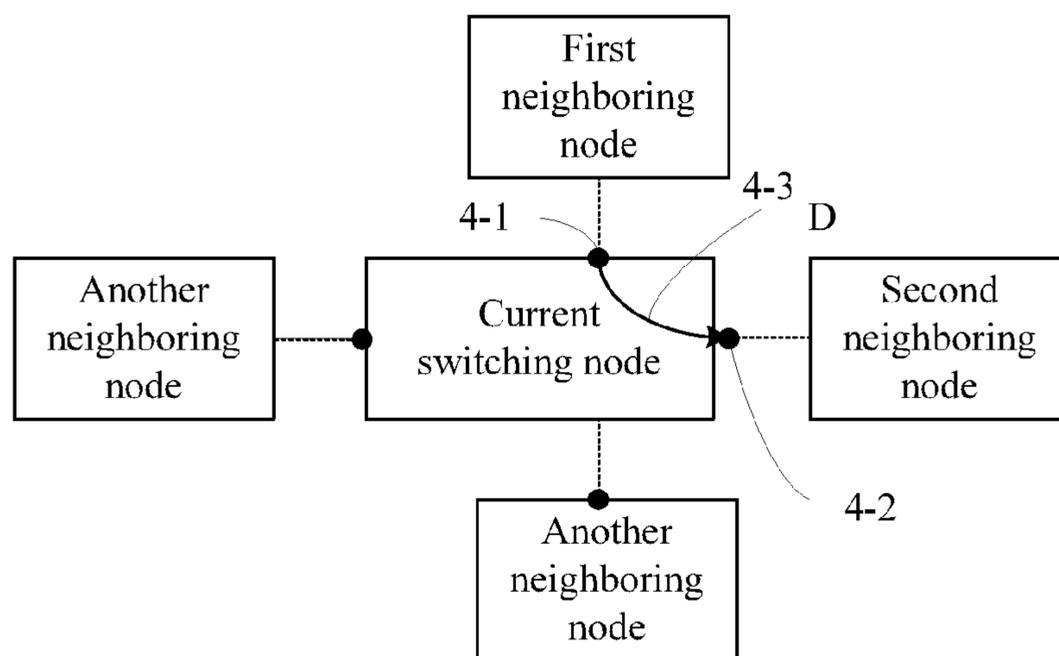 First
neighboring
node
4-1
4-3
D
Another
neighboring
node
Current
switching node
Second
neighboring
node
4-2
Another
neighboring
node